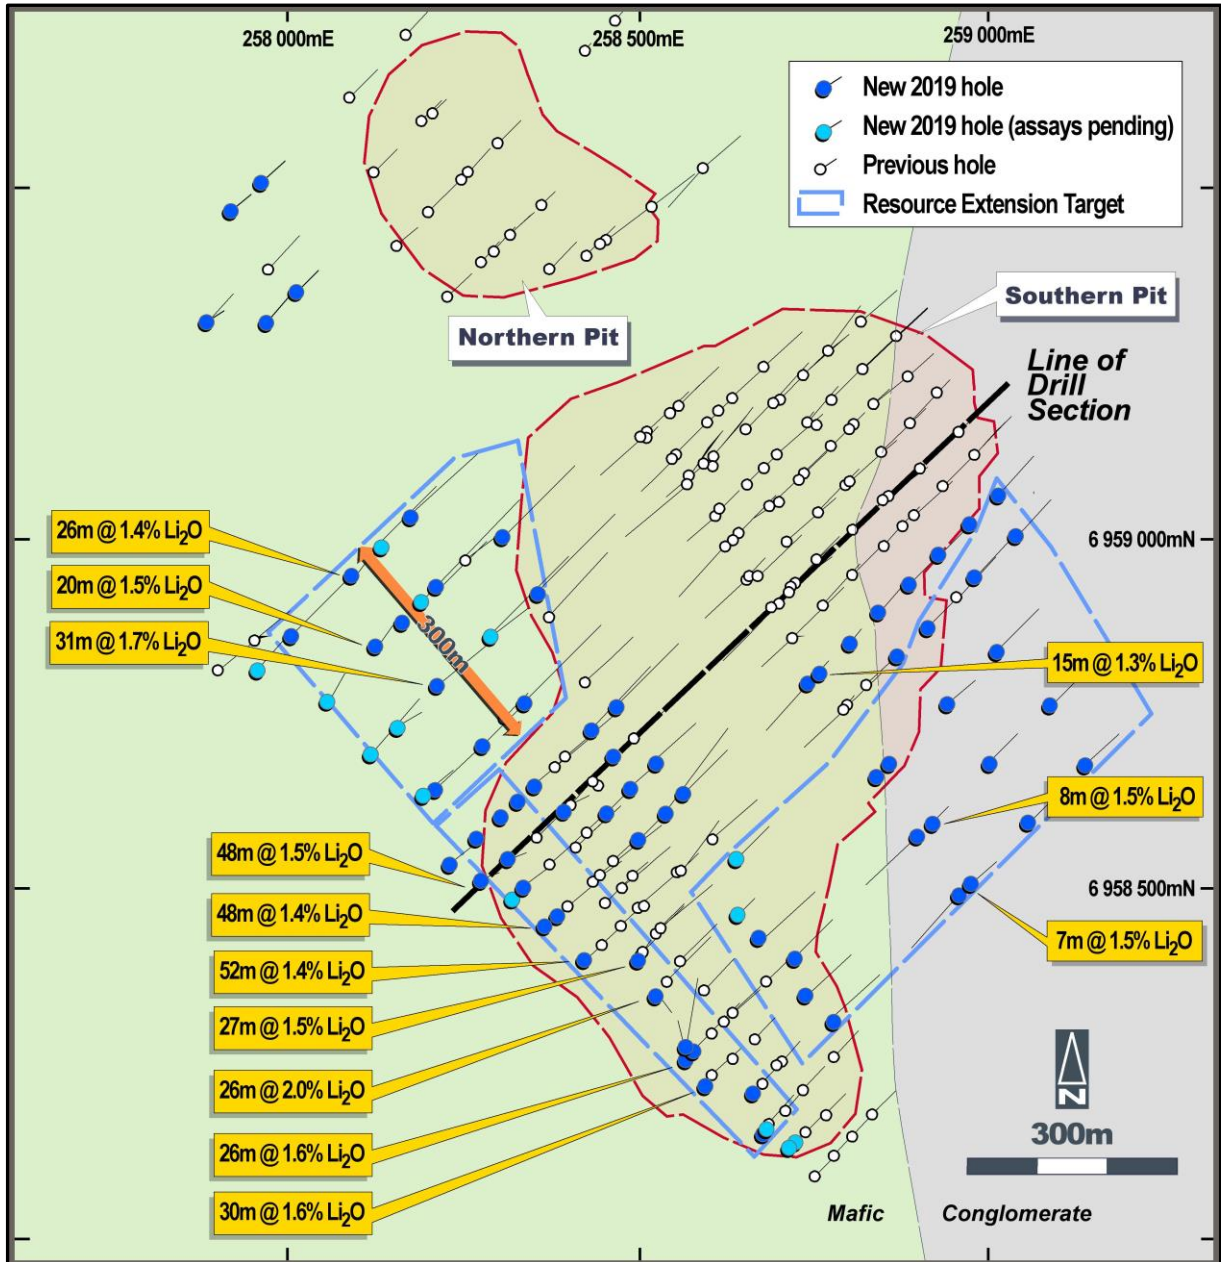 258 000mE
258 500mE
259 000mE
New 2019 hole
New 2019 hole (assays pending)
Previous hole
Resource Extension Target
Southern Pit
Northern Pit
Line of
Drill
Section
26m @ 1.4% Li₂O
6 959 000mN
20m @ 1.5% Li₂O
31m @ 1.7% Li₂O
300m
15m @ 1.3% Li₂O
8m @ 1.5% Li₂O
48m @ 1.5% Li₂O
6 958 500mN
48m @ 1.4% Li₂O
7m @ 1.5% Li₂O
52m @ 1.4% Li₂O
27m @ 1.5% Li₂O
26m @ 2.0% Li₂O
N
300m
26m @ 1.6% Li₂O
30m @ 1.6% Li₂O
Mafic
Conglomerate